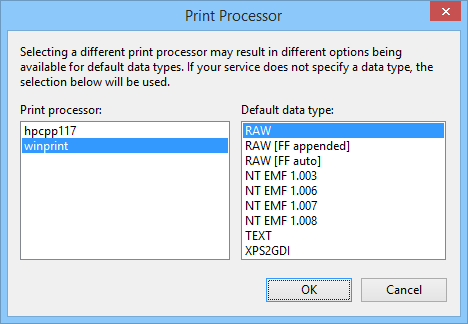 Print Processor
Selecting a different print processor may result in different options being
available for default data types. If your service does not specify a data type, the
selection below will be used.
Print processor:
hpcpp117
winprint
Default data type:
RAW
RAW [FF appended]
RAW [FF auto]
NT EMF 1.003
NT EMF 1.006
NT EMF 1.007
NT EMF 1.008
TEXT
XPS2GDI
OK
Cancel